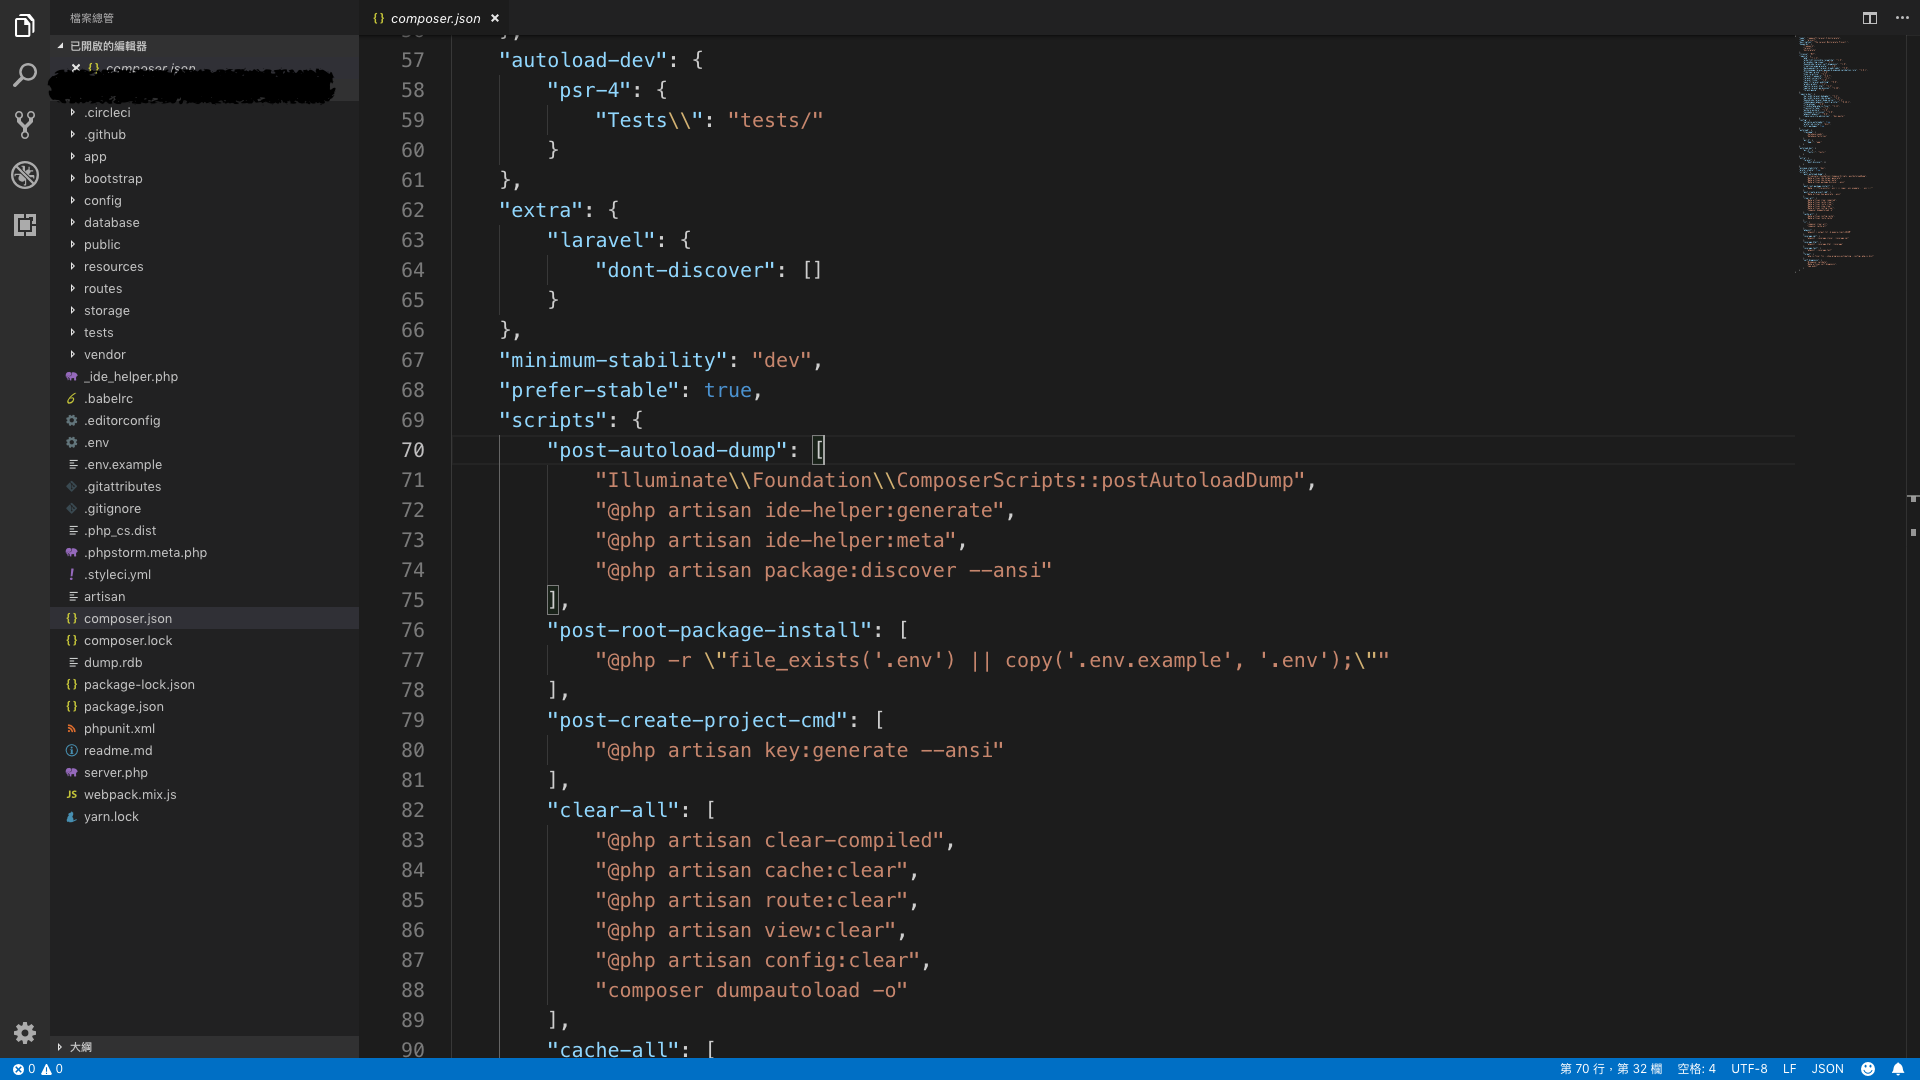 檔案總管
已開啟的編輯器
{} composer.json
.circleci
.github
app
bootstrap
config
database
public
resources
routes
storage
tests
vendor
_ide_helper.php
.babelrc
.editorconfig
.env
.env.example
.gitattributes
.gitignore
.php_cs.dist
.phpstorm.meta.php
! .styleci.yml
artisan
{} composer.json
{} composer.lock
dump.rdb
{} package-lock.json
{} package.json
phpunit.xml
readme.md
server.php
JS webpack.mix.js
yarn.lock
大綱
{} composer.json ×
57 "autoload-dev": {
58 "psr-4": {
59 "Tests\\": "tests/"
60 }
61 },
62 "extra": {
63 "laravel": {
64 "dont-discover": []
65 }
66 },
67 "minimum-stability": "dev",
68 "prefer-stable": true,
69 "scripts": {
70 "post-autoload-dump": [
71 "Illuminate\\Foundation\\ComposerScripts::postAutoloadDump",
72 "@php artisan ide-helper:generate",
73 "@php artisan ide-helper:meta",
74 "@php artisan package:discover --ansi"
75 ],
76 "post-root-package-install": [
77 "@php -r \"file_exists('.env') || copy('.env.example', '.env');\""
78 ],
79 "post-create-project-cmd": [
80 "@php artisan key:generate --ansi"
81 ],
82 "clear-all": [
83 "@php artisan clear-compiled",
84 "@php artisan cache:clear",
85 "@php artisan route:clear",
86 "@php artisan view:clear",
87 "@php artisan config:clear",
88 "composer dumpautoload -o"
89 ],
90 "cache-all": [
0 0
第 70 行，第 32 欄 空格: 4 UTF-8 LF JSON